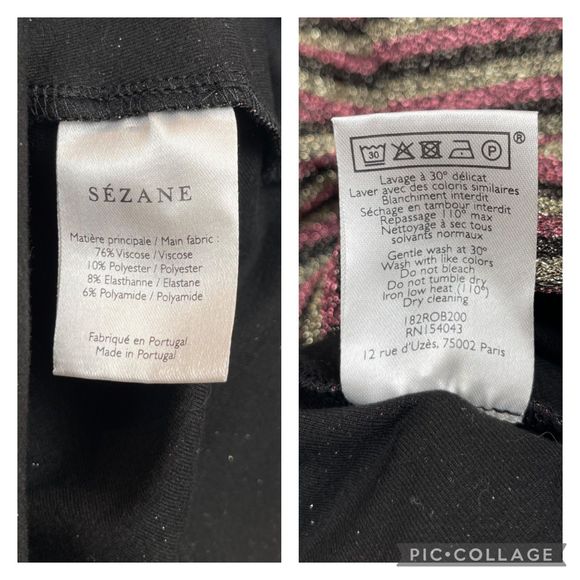 SÉZANE
Matière principale / Main fabric :
76% Viscose / Viscose
10% Polyester / Polyester
8% Elasthanne / Elastane
6% Polyamide / Polyamide
Fabriqué en Portugal
Made in Portugal
30 P ®
Lavage à 30° délicat
Laver avec des coloris similaires
Blanchiment interdit
Séchage en tambour interdit
Repassage 110° max
Nettoyage à sec tous
solvants normaux
Gentle wash at 30°
Wash with like colors
Do not bleach
Do not tumble dry
Iron low heat (110°)
Dry cleaning
182ROB200
RN154043
12 rue d'Uzès, 75002 Paris
PIC•COLLAGE